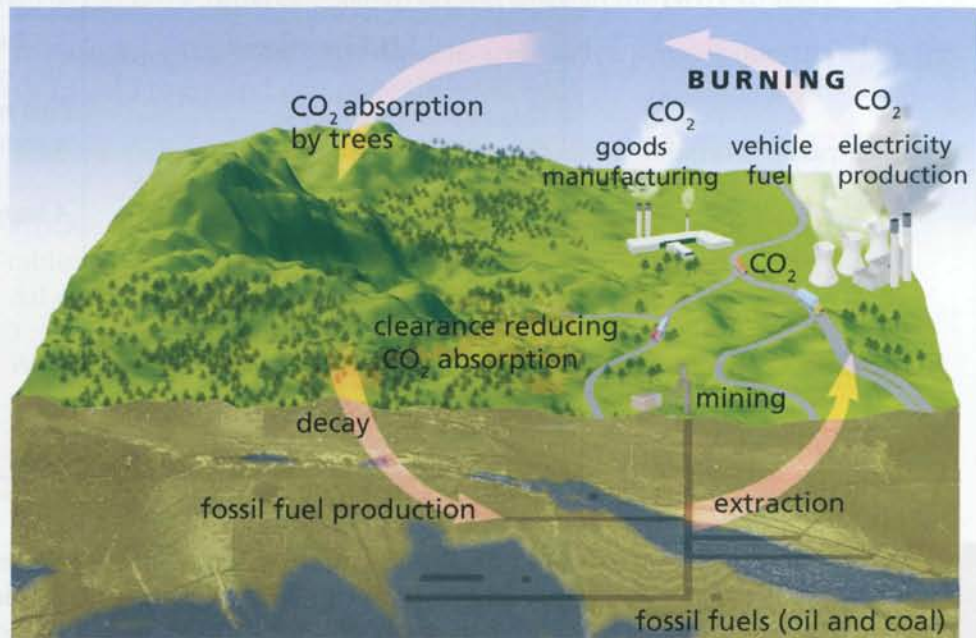 BURNING
CO₂ absorption
by trees
CO₂
CO₂
goods
manufacturing
vehicle
fuel
electricity
production
CO₂
clearance reducing
CO₂ absorption
mining
decay
fossil fuel production
extraction
fossil fuels (oil and coal)